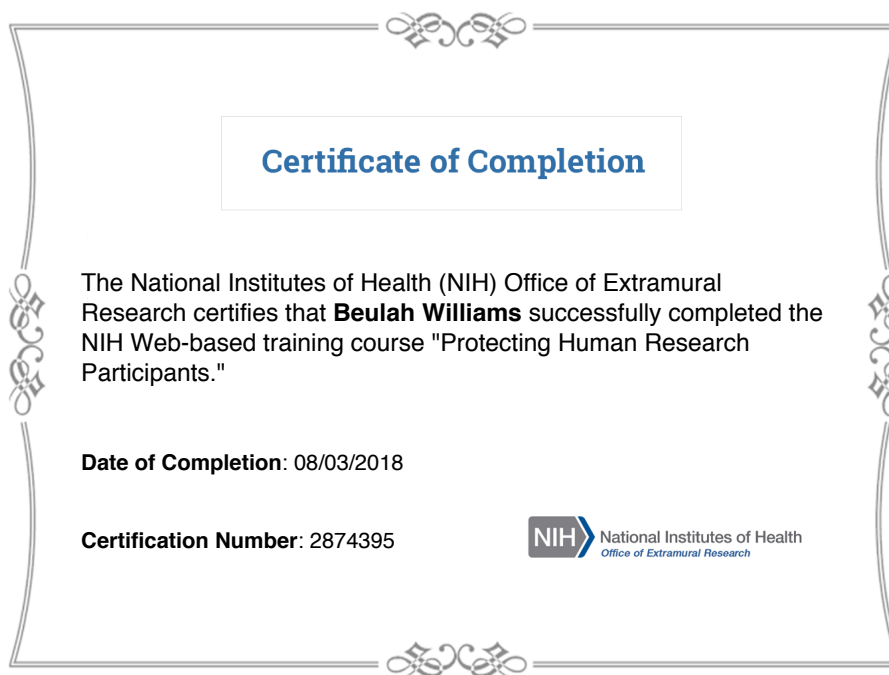 Certificate of Completion
The National Institutes of Health (NIH) Office of Extramural
Research certifies that Beulah Williams successfully completed the
NIH Web-based training course "Protecting Human Research
Participants."
Date of Completion: 08/03/2018
Certification Number: 2874395
NIH National Institutes of Health
Office of Extramural Research